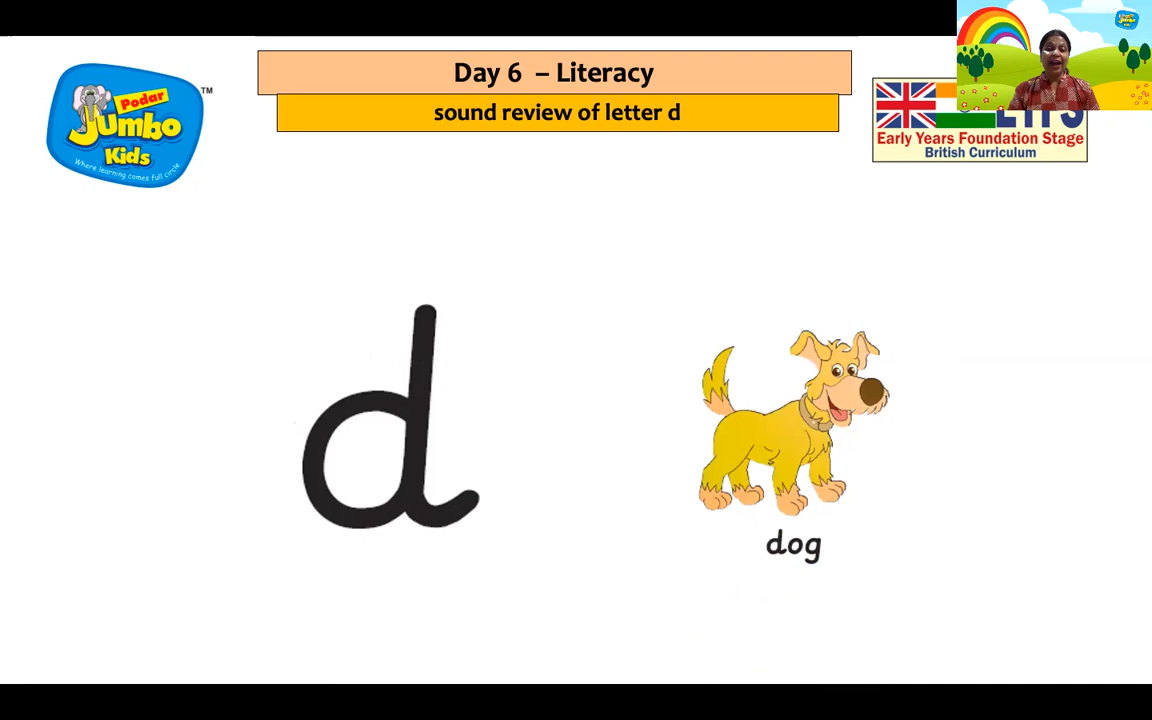 Day 6 – Literacy
sound review of letter d
Podar
Jumbo
Kids
TM
Where learning comes full circle
Early Years Foundation Stage
British Curriculum
d
dog